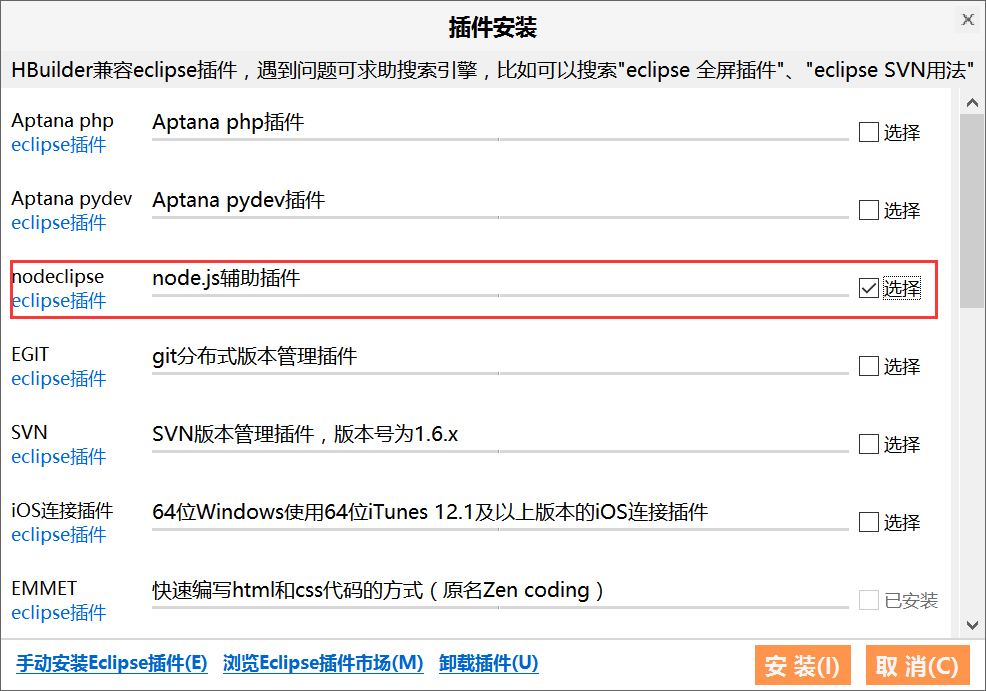 插件安装
HBuilder兼容eclipse插件，遇到问题可求助搜索引擎，比如可以搜索"eclipse 全屏插件"、"eclipse SVN用法"
Aptana php Aptana php插件
eclipse插件 选择
Aptana pydev Aptana pydev插件
eclipse插件 选择
nodeclipse node.js辅助插件
eclipse插件 选择
EGIT git分布式版本管理插件
eclipse插件 选择
SVN SVN版本管理插件，版本号为1.6.x
eclipse插件 选择
iOS连接插件 64位Windows使用64位iTunes 12.1及以上版本的iOS连接插件
eclipse插件 选择
EMMET 快速编写html和css代码的方式（原名Zen coding）
eclipse插件 已安装
手动安装Eclipse插件(E) 浏览Eclipse插件市场(M) 卸载插件(U) 安 装(I) 取 消(C)